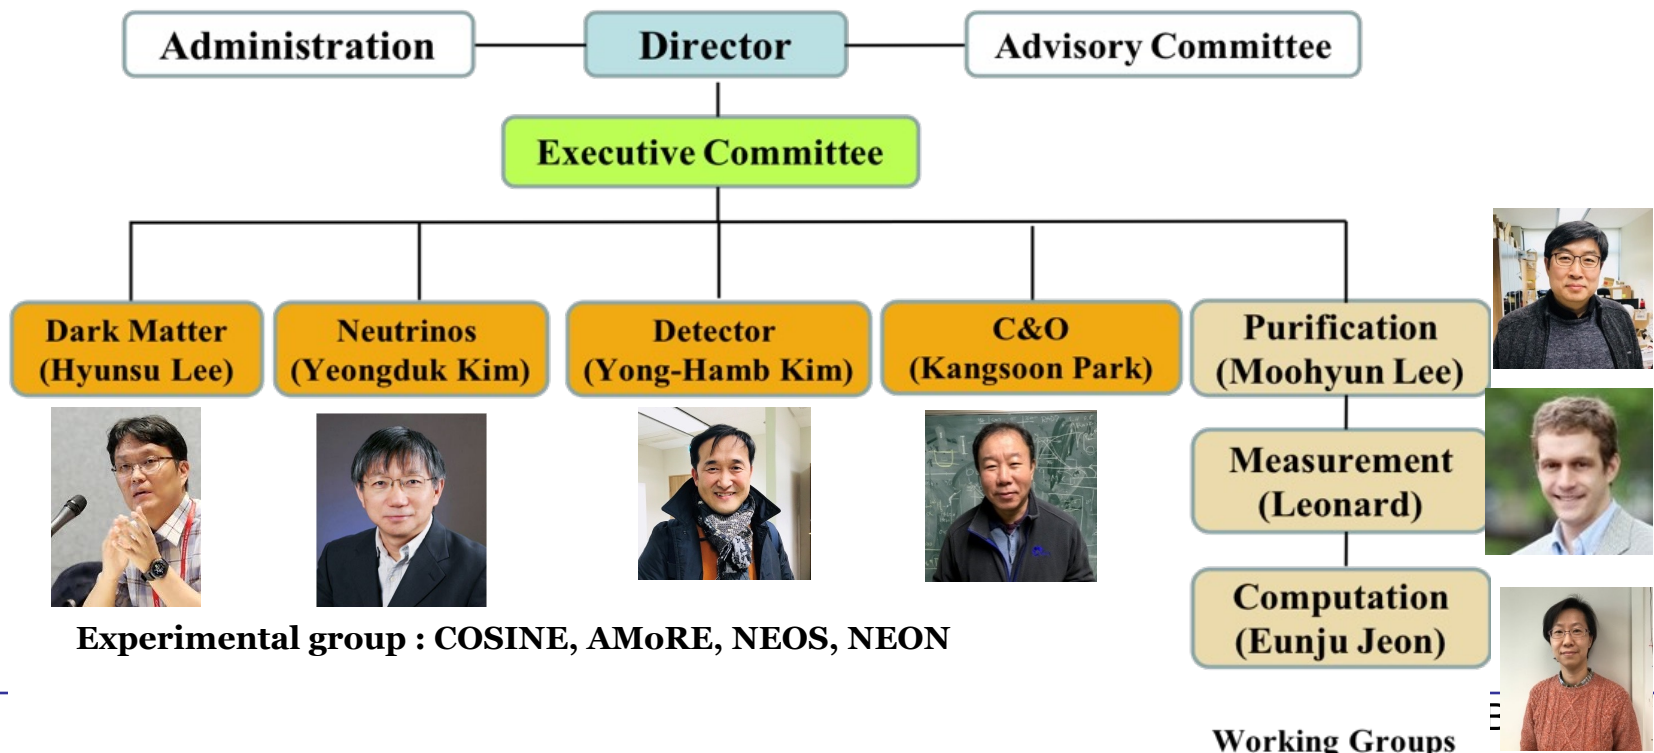 Administration
Director
Advisory Committee
Executive Committee
Dark Matter
(Hyunsu Lee)
Neutrinos
(Yeongduk Kim)
Detector
(Yong-Hamb Kim)
C&O
(Kangsoon Park)
Purification
(Moohyun Lee)
Measurement
(Leonard)
Computation
(Eunju Jeon)
Experimental group : COSINE, AMoRE, NEOS, NEON
Working Groups